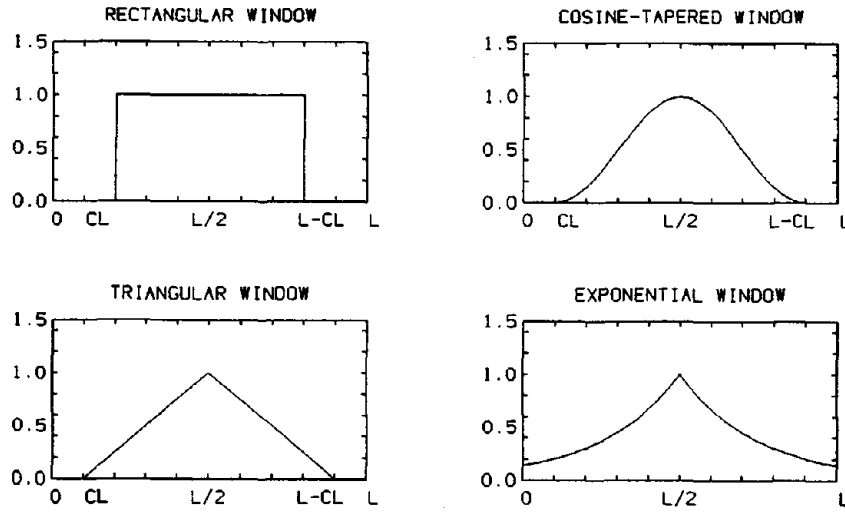 RECTANGULAR WINDOW
1.5
1.0
0.5
0.0
0 CL L/2 L-CL L
COSINE-TAPERED WINDOW
1.5
1.0
0.5
0.0
0 CL L/2 L-CL L
TRIANGULAR WINDOW
1.5
1.0
0.5
0.0
0 CL L/2 L-CL L
EXPONENTIAL WINDOW
1.5
1.0
0.5
0.0
0 L/2 L